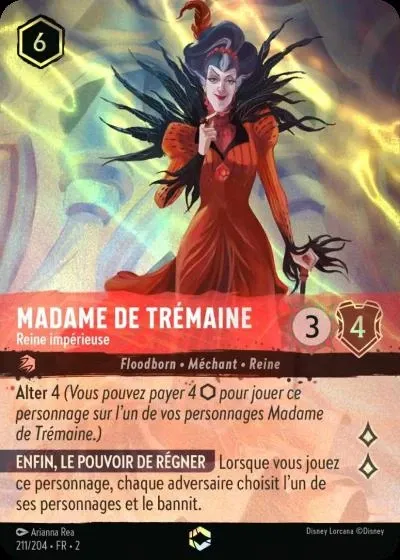 6
MADAME DE TRÉMAINE
Reine impérieuse
3
4
Floodborn • Méchant • Reine
Alter 4 (Vous pouvez payer 4 ⬡ pour jouer ce
personnage sur l'un de vos personnages Madame
de Trémaine.)
ENFIN, LE POUVOIR DE RÉGNER Lorsque vous jouez
ce personnage, chaque adversaire choisit l'un de
ses personnages et le bannit.
Arianna Rea
211/204 • FR • 2
Disney Lorcana ©Disney